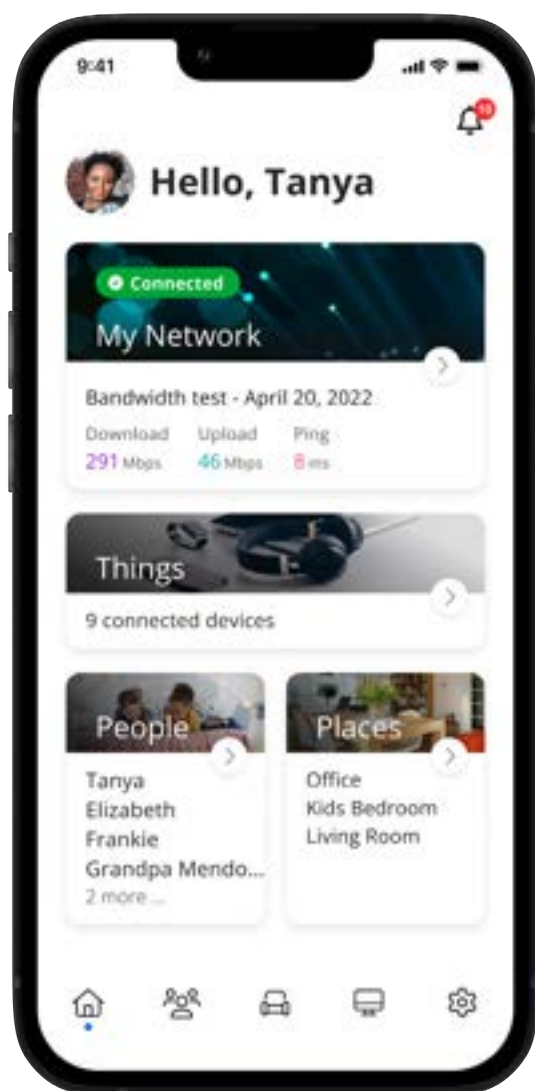 9:41
Hello, Tanya
Connected
My Network
Bandwidth test - April 20, 2022
Download Upload Ping
291 Mbps 46 Mbps 8 ms
Things
9 connected devices
People
Tanya
Elizabeth
Frankie
Grandpa Mendo...
2 more ...
Places
Office
Kids Bedroom
Living Room